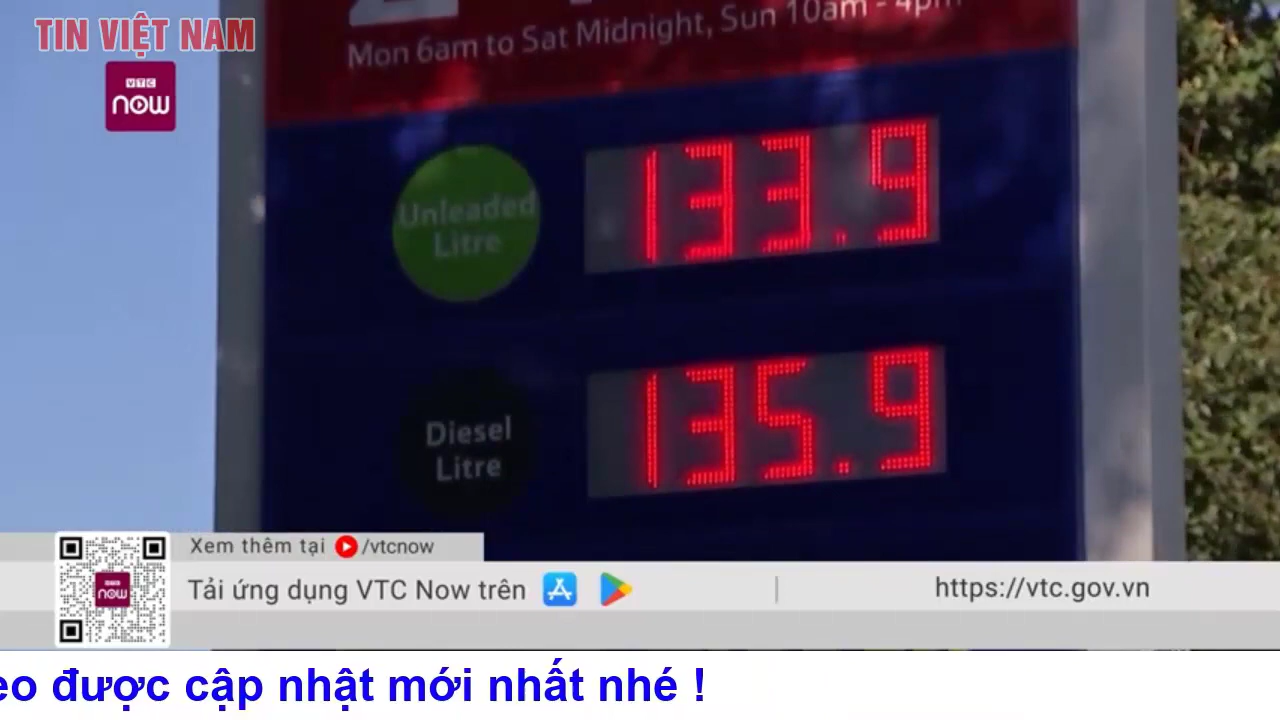 TIN VIỆT NAM
VTC
now
Mon 6am to Sat Midnight, Sun 10am - 4pm
Unleaded
Litre
133.9
Diesel
Litre
135.9
Xem thêm tại /vtcnow
now
Tải ứng dụng VTC Now trên
https://vtc.gov.vn
được cập nhật mới nhất nhé !